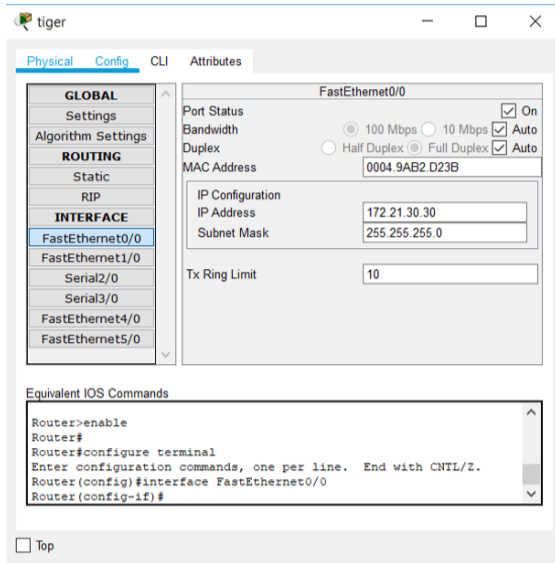 tiger
Physical Config CLI Attributes
GLOBAL
Settings
Algorithm Settings
ROUTING
Static
RIP
INTERFACE
FastEthernet0/0
FastEthernet1/0
Serial2/0
Serial3/0
FastEthernet4/0
FastEthernet5/0
FastEthernet0/0
Port Status On
Bandwidth 100 Mbps 10 Mbps Auto
Duplex Half Duplex Full Duplex Auto
MAC Address 0004.9AB2.D23B
IP Configuration
IP Address 172.21.30.30
Subnet Mask 255.255.255.0
Tx Ring Limit 10
Equivalent IOS Commands
Router>enable
Router#
Router#configure terminal
Enter configuration commands, one per line. End with CNTL/Z.
Router(config)#interface FastEthernet0/0
Router(config-if)#
Top